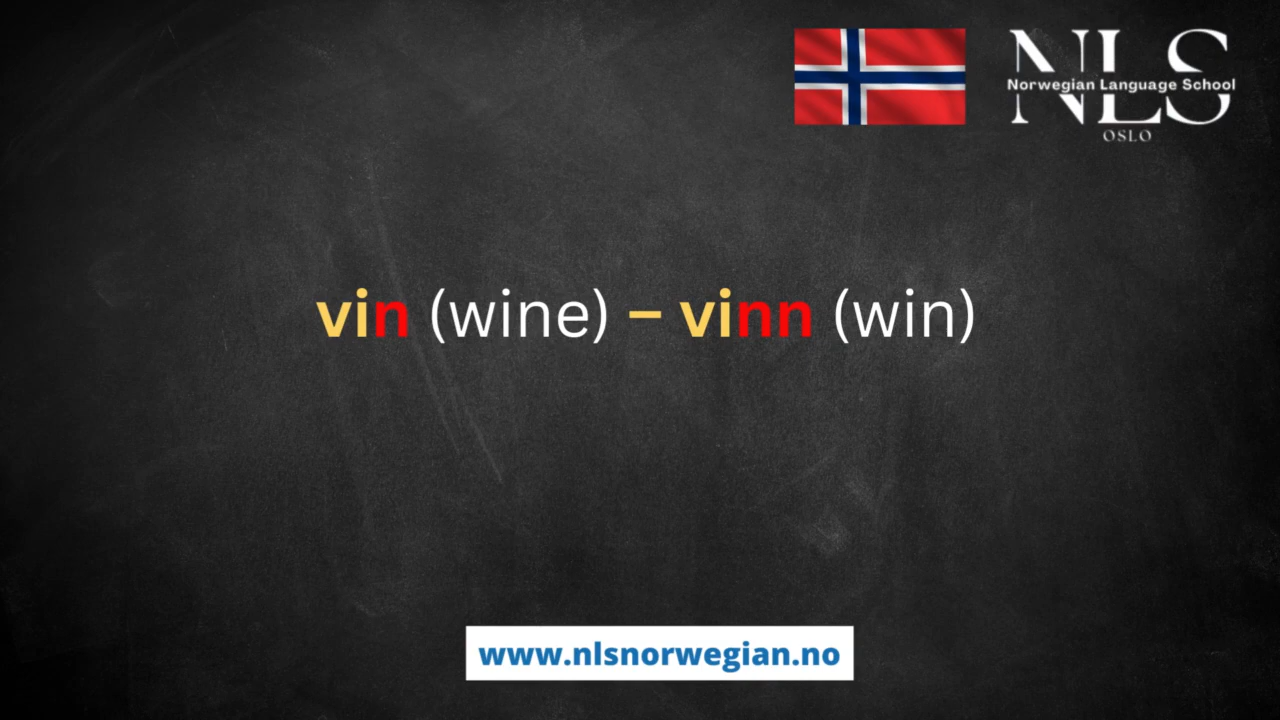 NLS
Norwegian Language School
OSLO
vin (wine) – vinn (win)
www.nlsnorwegian.no